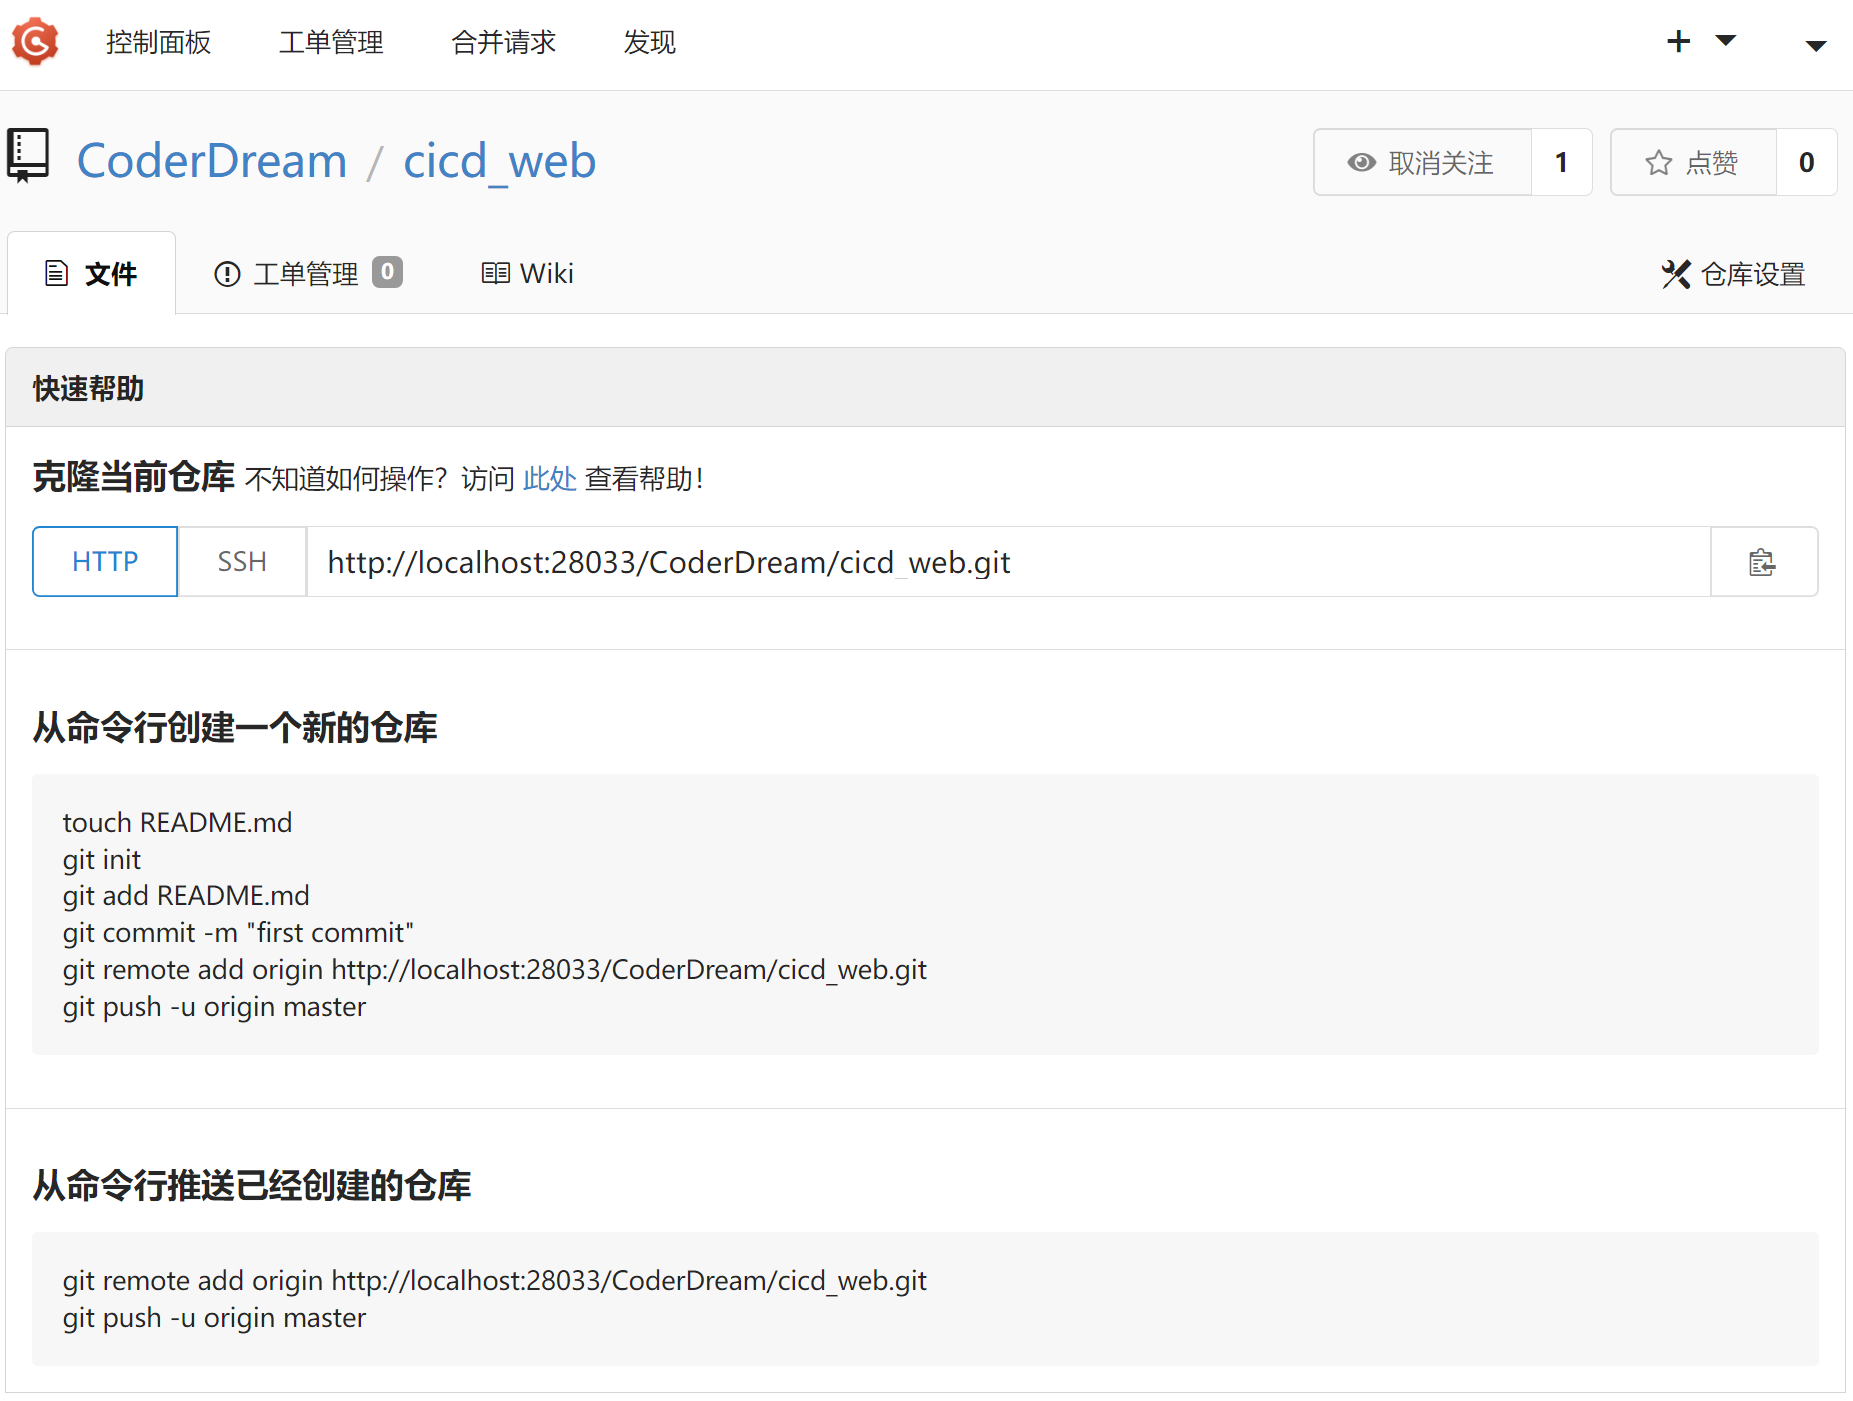 控制面板 工单管理 合并请求 发现
CoderDream / cicd_web 取消关注 1 点赞 0
文件 工单管理 0 Wiki 仓库设置
快速帮助
克隆当前仓库 不知道如何操作？访问 此处 查看帮助！
HTTP SSH http://localhost:28033/CoderDream/cicd_web.git
从命令行创建一个新的仓库
touch README.md
git init
git add README.md
git commit -m "first commit"
git remote add origin http://localhost:28033/CoderDream/cicd_web.git
git push -u origin master
从命令行推送已经创建的仓库
git remote add origin http://localhost:28033/CoderDream/cicd_web.git
git push -u origin master